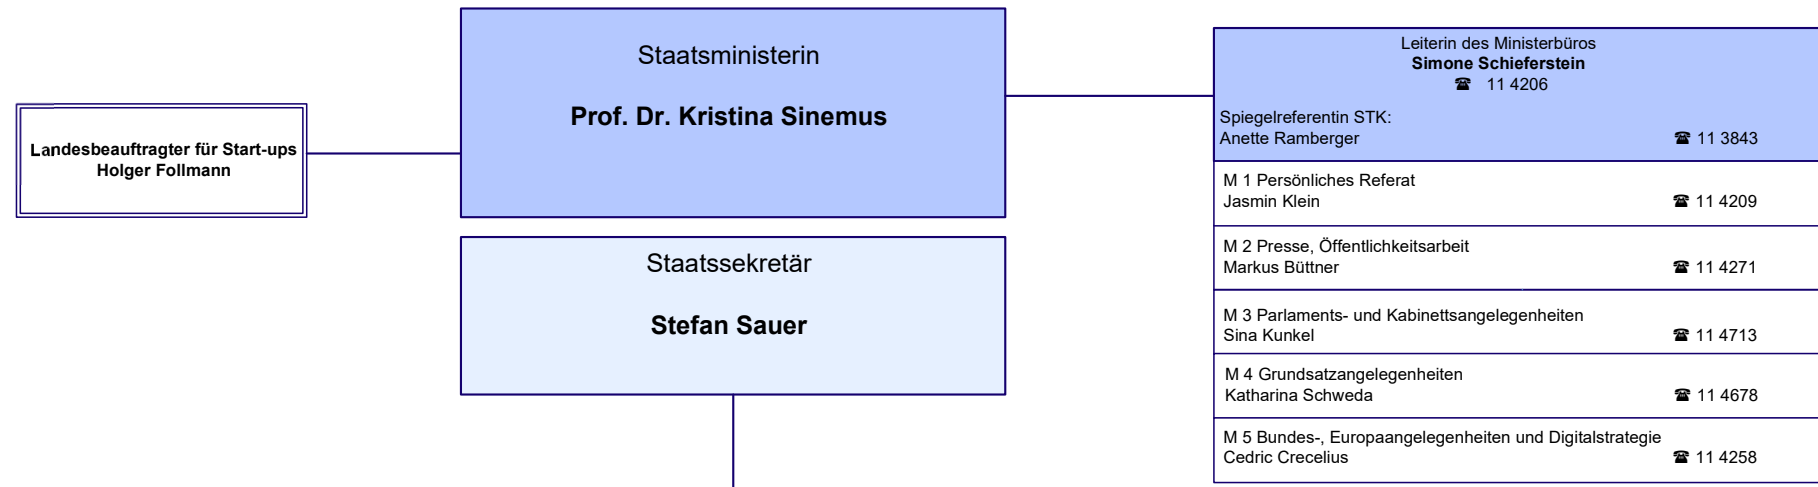 Landesbeauftragter für Start-ups
Holger Follmann
Staatsministerin
Prof. Dr. Kristina Sinemus
Staatssekretär
Stefan Sauer
Leiterin des Ministerbüros
Simone Schieferstein
☎ 11 4206
Spiegelreferentin STK:
Anette Ramberger ☎ 11 3843
M 1 Persönliches Referat
Jasmin Klein ☎ 11 4209
M 2 Presse, Öffentlichkeitsarbeit
Markus Büttner ☎ 11 4271
M 3 Parlaments- und Kabinettsangelegenheiten
Sina Kunkel ☎ 11 4713
M 4 Grundsatzangelegenheiten
Katharina Schweda ☎ 11 4678
M 5 Bundes-, Europaangelegenheiten und Digitalstrategie
Cedric Crecelius ☎ 11 4258